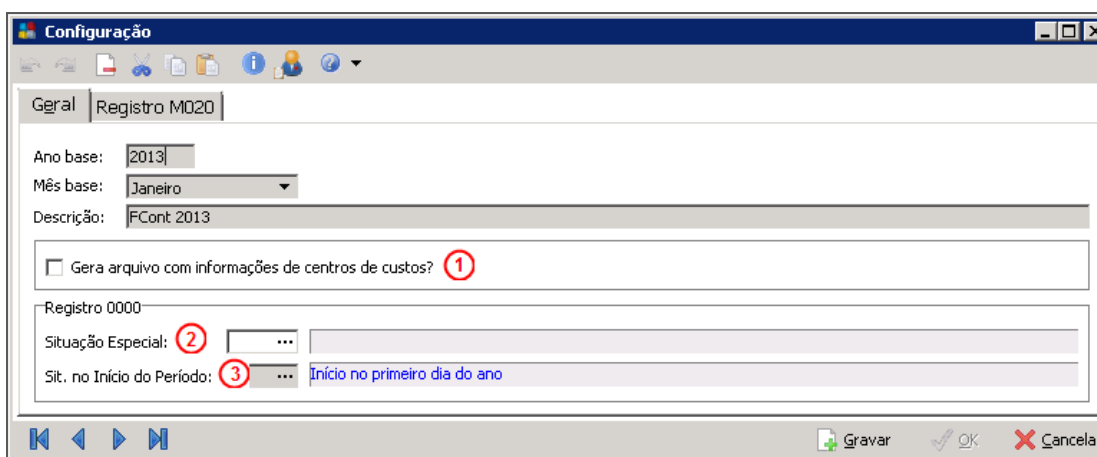 Configuração
Geral Registro M020
Ano base: 2013
Mês base: Janeiro
Descrição: FCont 2013
Gera arquivo com informações de centros de custos? 1
Registro 0000
Situação Especial: 2 ...
Sit. no Início do Período: 3 ... Início no primeiro dia do ano
Gravar OK Cancela